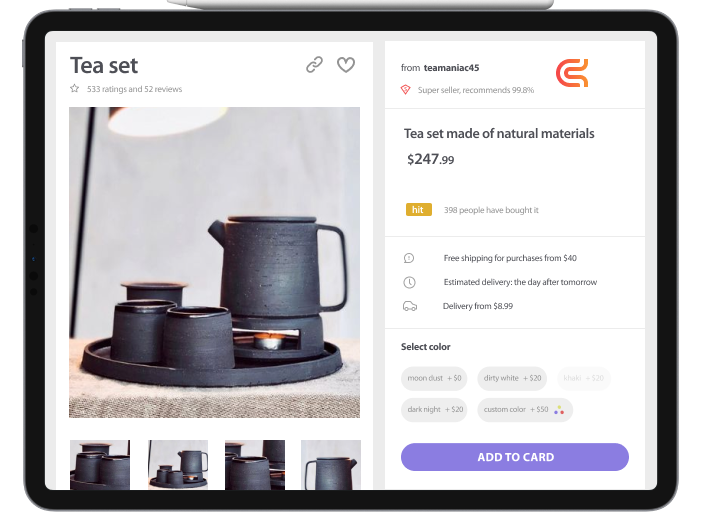 Tea set
533 ratings and 52 reviews
from teamaniac45
Super seller, recommends 99.8%
Tea set made of natural materials
$247.99
hit 398 people have bought it
Free shipping for purchases from $40
Estimated delivery: the day after tomorrow
Delivery from $8.99
Select color
moon dust + $0 dirty white + $20 khaki + $20
dark night + $20 custom color + $50
ADD TO CARD